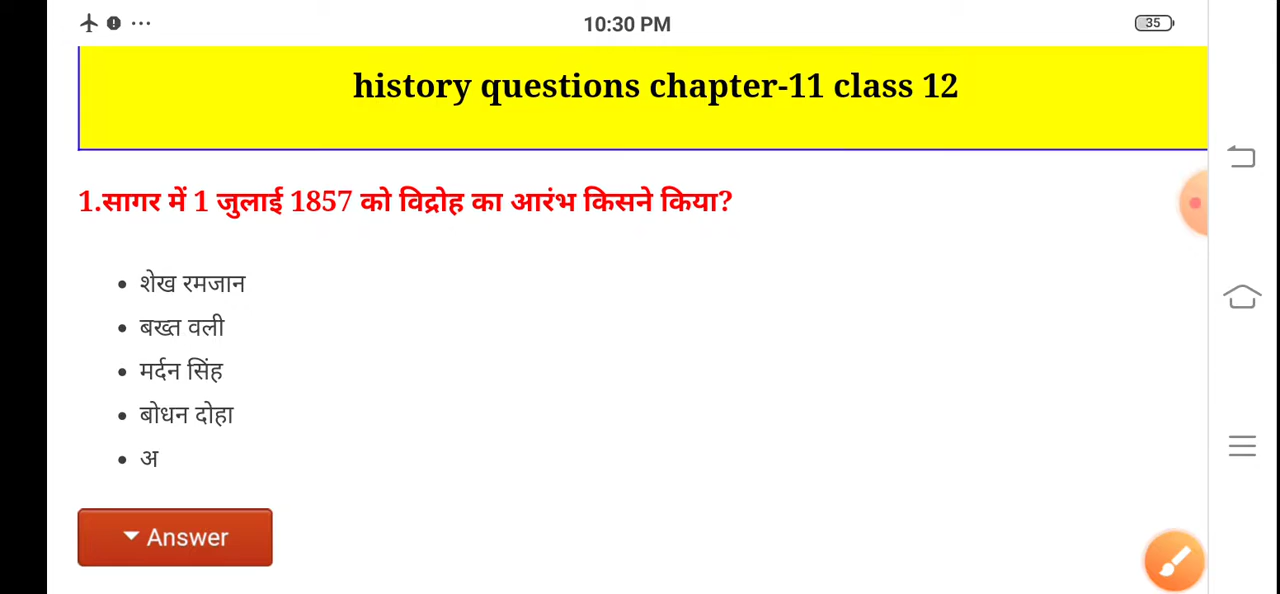 10:30 PM
35
history questions chapter-11 class 12
1.सागर में 1 जुलाई 1857 को विद्रोह का आरंभ किसने किया?
शेख रमजान
बख्त वली
मर्दन सिंह
बोधन दोहा
अ
Answer